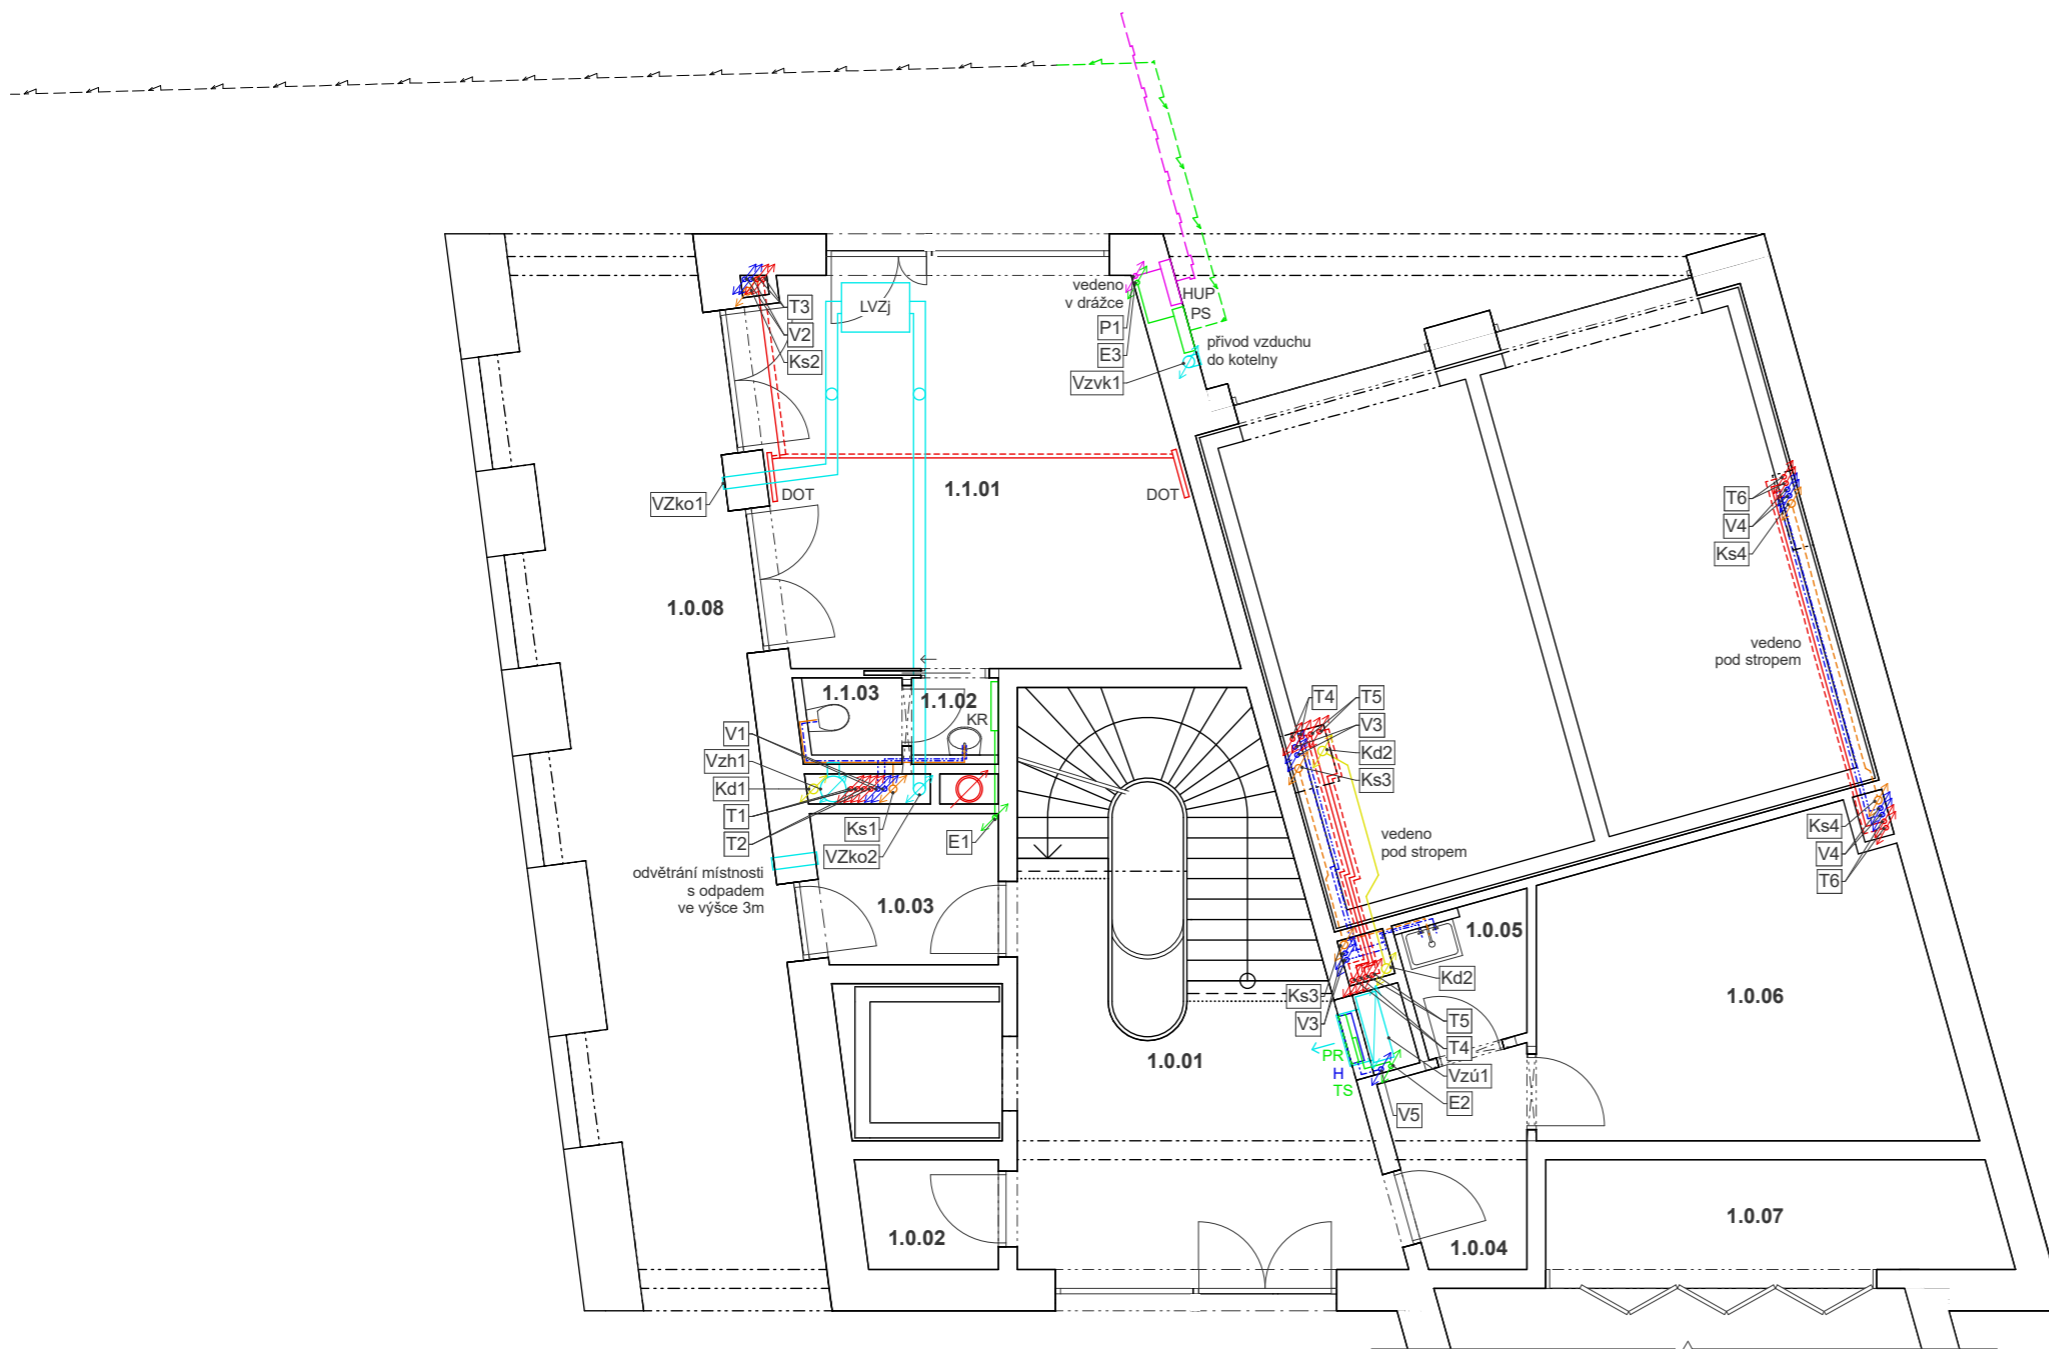 vedeno
v drážce
HUP
PS
T3
LVZj
V2
Ks2
P1
E3
Vzvk1
přivod vzduchu
do kotelny
VZko1
DOT
1.1.01
DOT
T6
V4
Ks4
1.0.08
vedeno
pod stropem
1.1.03
1.1.02
KR
V1
Vzh1
Kd1
T1
T2
Ks1
VZko2
E1
T4
T5
V3
Kd2
Ks3
vedeno
pod stropem
Ks4
V4
T6
odvětrání místnosti
s odpadem
ve výšce 3m
1.0.03
1.0.05
Kd2
Ks3
V3
1.0.06
T5
T4
Vzú1
E2
V5
PR
H
TS
1.0.01
1.0.02
1.0.04
1.0.07